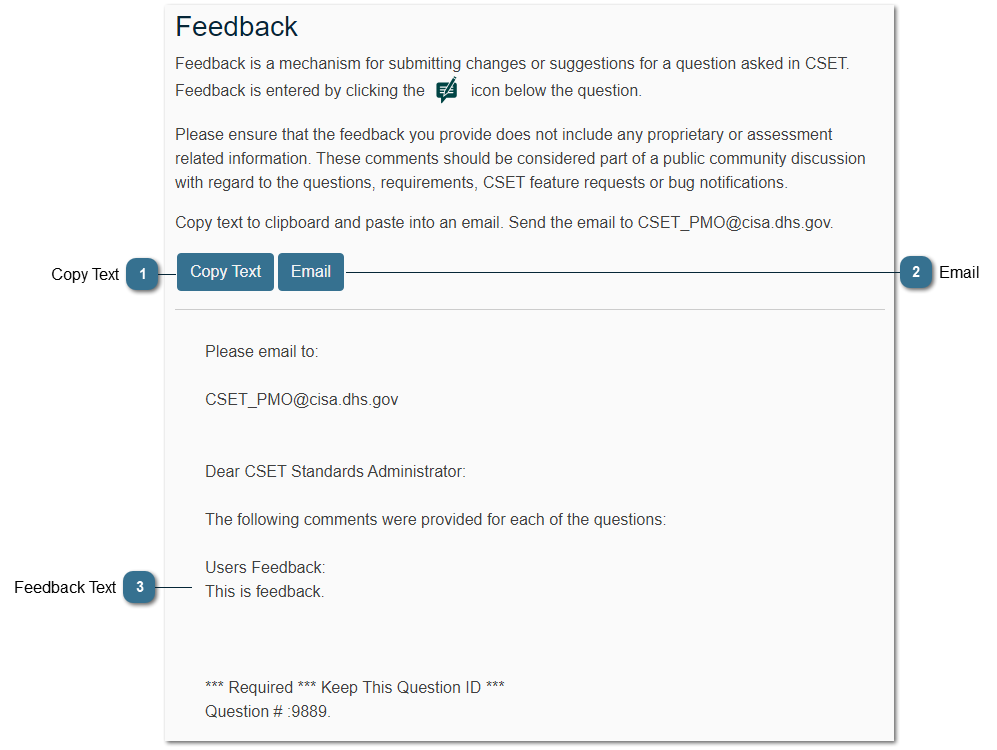 Feedback
Feedback is a mechanism for submitting changes or suggestions for a question asked in CSET.
Feedback is entered by clicking the icon below the question.
Please ensure that the feedback you provide does not include any proprietary or assessment
related information. These comments should be considered part of a public community discussion
with regard to the questions, requirements, CSET feature requests or bug notifications.
Copy text to clipboard and paste into an email. Send the email to CSET_PMO@cisa.dhs.gov.
Copy Text 1 Copy Text Email 2 Email
Please email to:
CSET_PMO@cisa.dhs.gov
Dear CSET Standards Administrator:
The following comments were provided for each of the questions:
Users Feedback:
Feedback Text 3 This is feedback.
*** Required *** Keep This Question ID ***
Question # :9889.